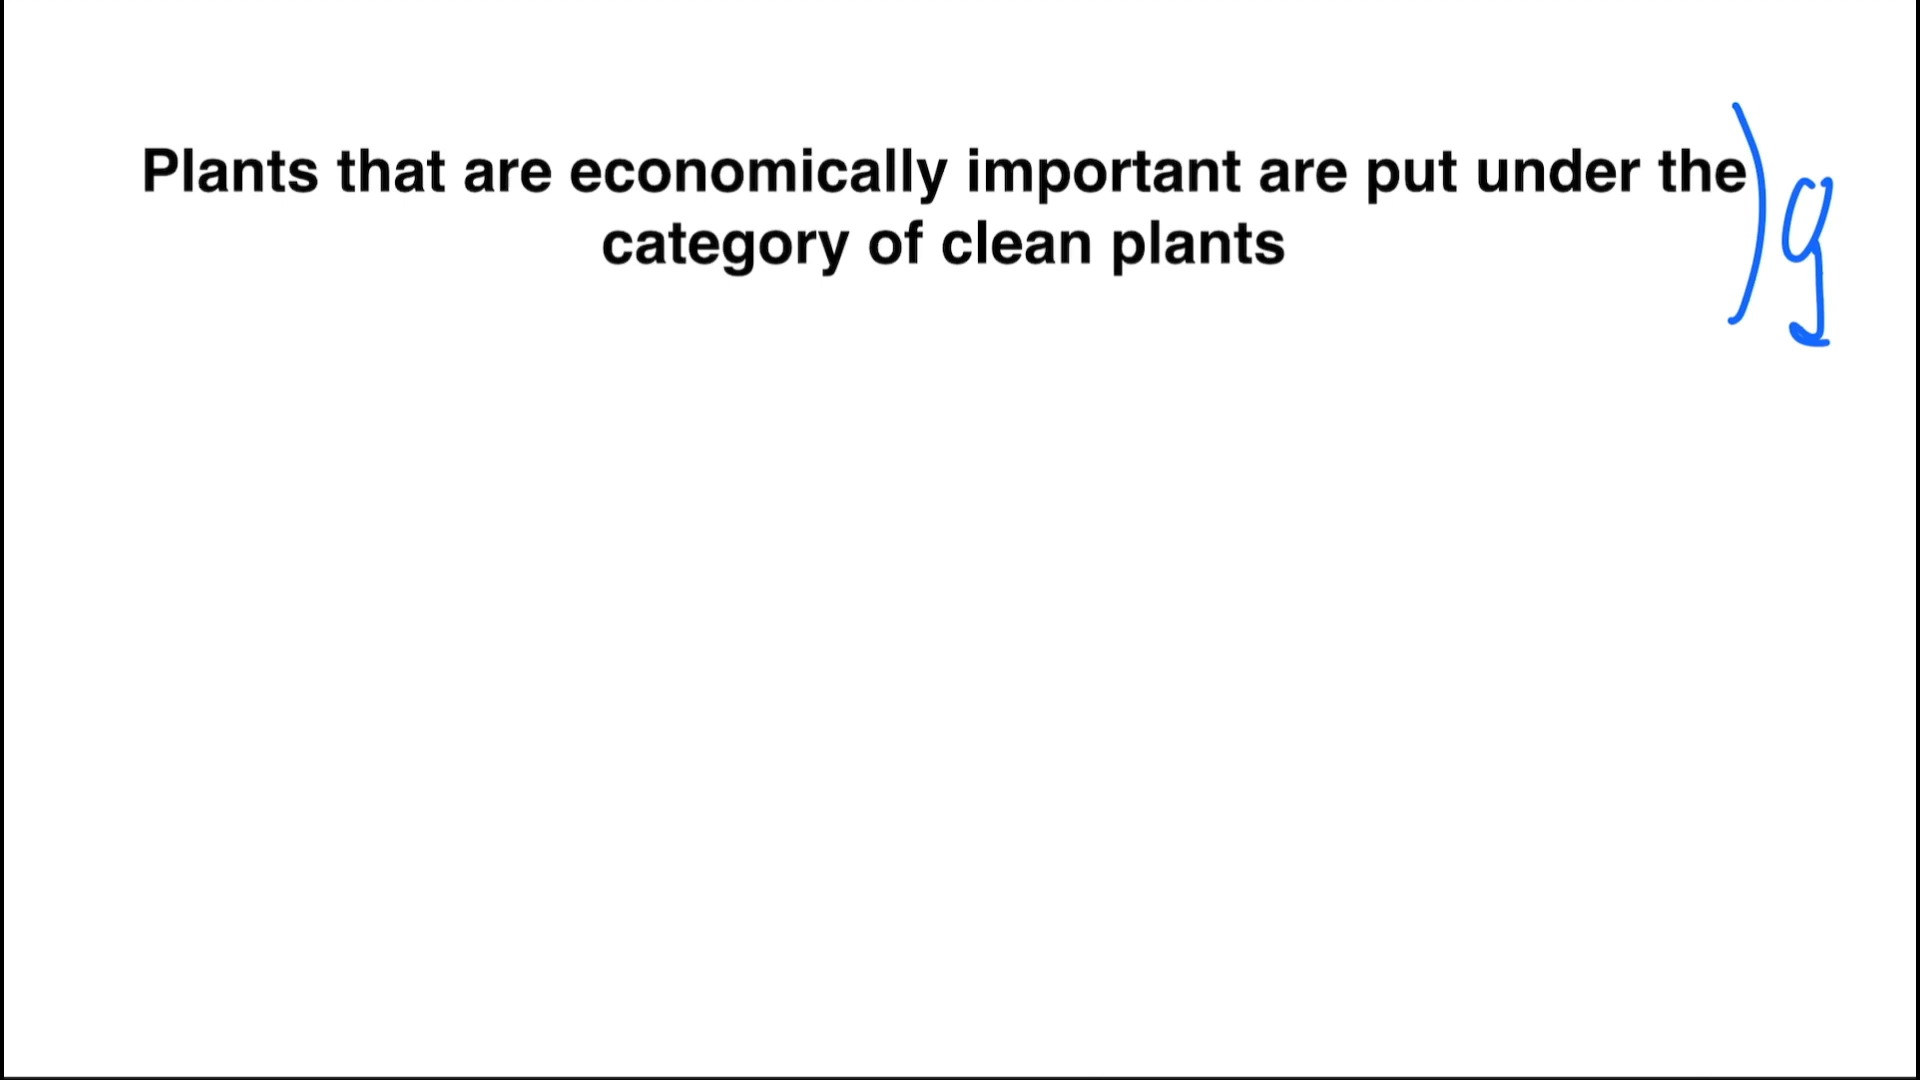 Plants that are economically important are put under the
category of clean plants
)g